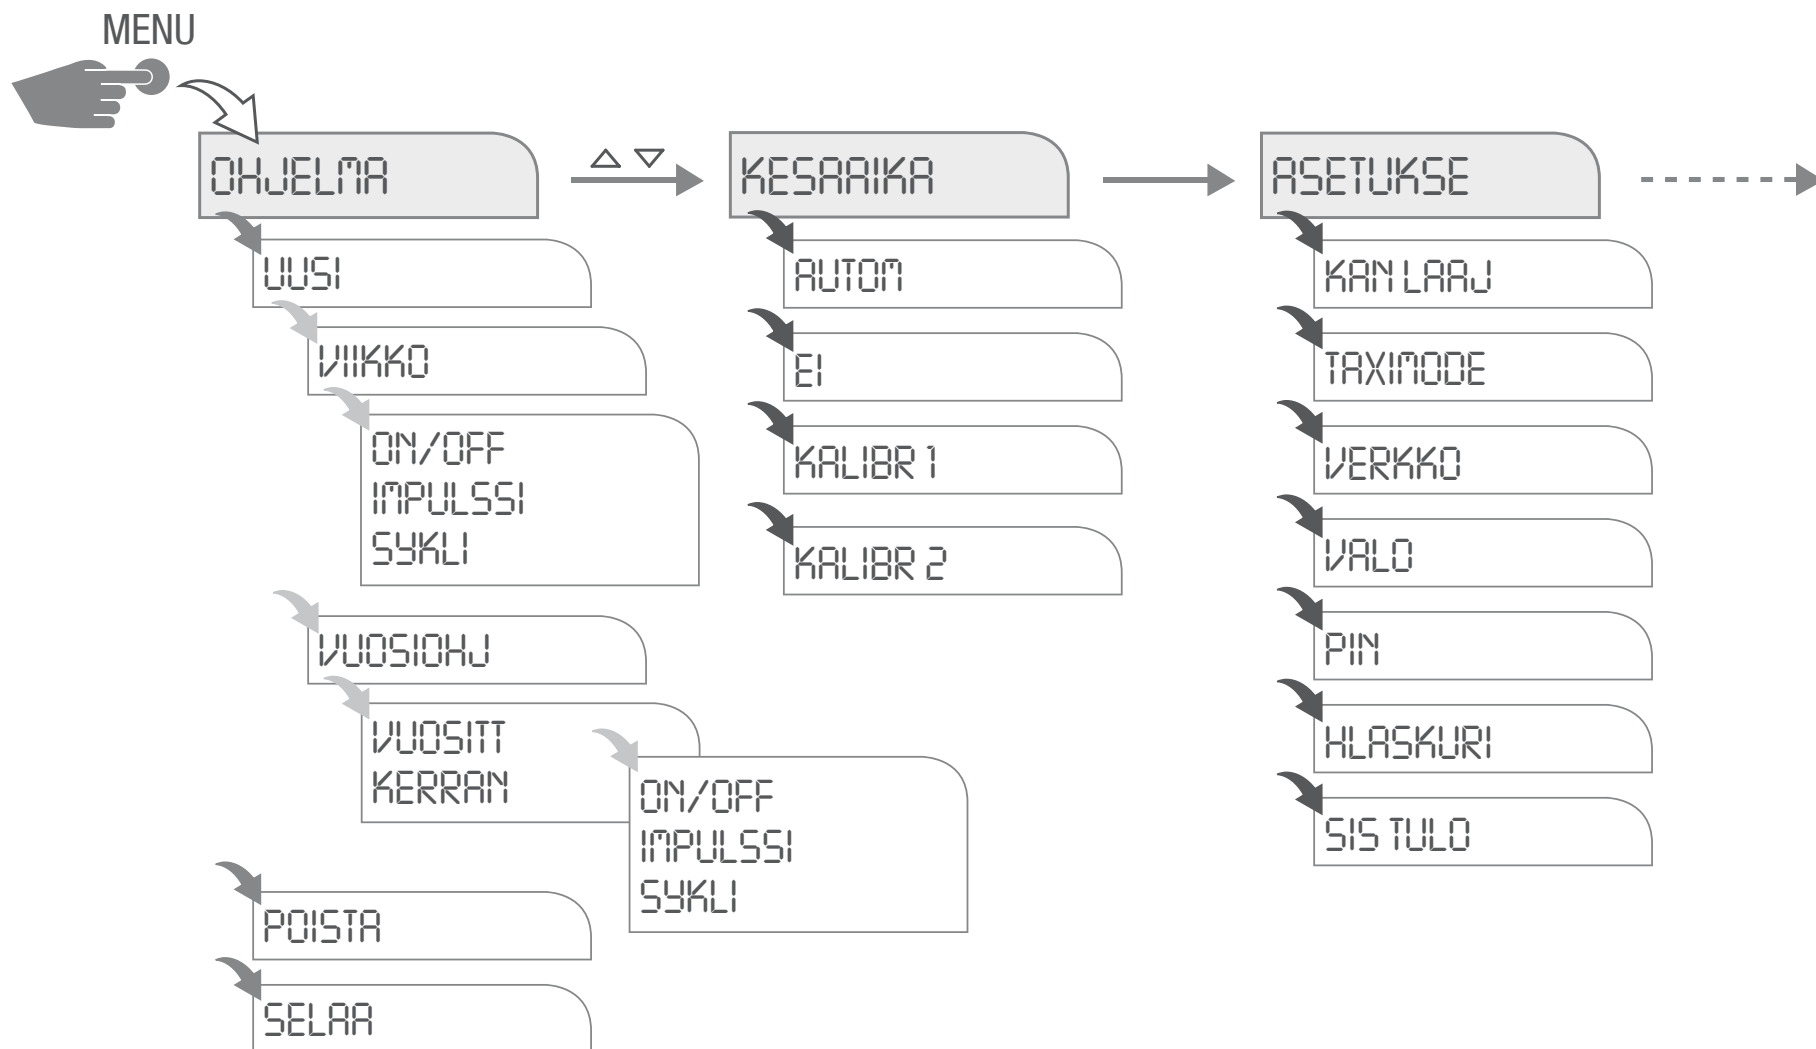 MENU
OHJELMA
UUSI
VIIKKO
ON/OFF
IMPULSSI
SYKLI
VUOSIOHJ
VUOSITT
KERRAN
ON/OFF
IMPULSSI
SYKLI
POISTA
SELAA
KESAAIKA
AUTOM
EI
KALIBR 1
KALIBR 2
ASETUKSE
KAN LAAJ
TAXIMODE
VERKKO
VALO
PIN
HLASKURI
SIS TULO